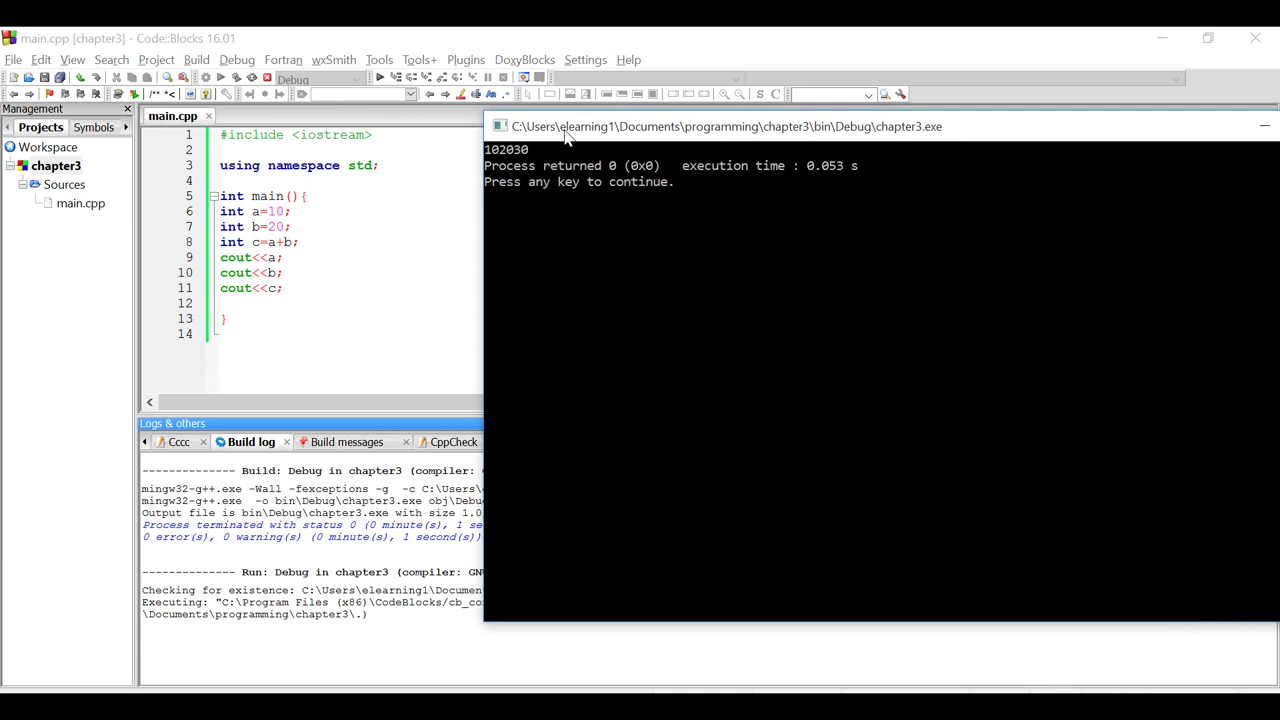 main.cpp [chapter3] - Code::Blocks 16.01
File Edit View Search Project Build Debug Fortran wxSmith Tools Tools+ Plugins DoxyBlocks Settings Help
Debug
/** *<
S C
Management
main.cpp
C:\Users\elearning1\Documents\programming\chapter3\bin\Debug\chapter3.exe
Projects Symbols
Workspace
chapter3
Sources
main.cpp
1 #include <iostream>
2
3 using namespace std;
4
5 int main(){
6 int a=10;
7 int b=20;
8 int c=a+b;
9 cout<<a;
10 cout<<b;
11 cout<<c;
12
13 }
14
102030
Process returned 0 (0x0) execution time : 0.053 s
Press any key to continue.
Logs & others
Cccc Build log Build messages CppCheck
-------------- Build: Debug in chapter3 (compiler:
mingw32-g++.exe -Wall -fexceptions -g -c C:\Users\
mingw32-g++.exe -o bin\Debug\chapter3.exe obj\Debu
Output file is bin\Debug\chapter3.exe with size 1.0
Process terminated with status 0 (0 minute(s), 1 se
0 error(s), 0 warning(s) (0 minute(s), 1 second(s))
-------------- Run: Debug in chapter3 (compiler: GN
Checking for existence: C:\Users\elearning1\Documen
Executing: "C:\Program Files (x86)\CodeBlocks/cb_co
\Documents\programming\chapter3\.)